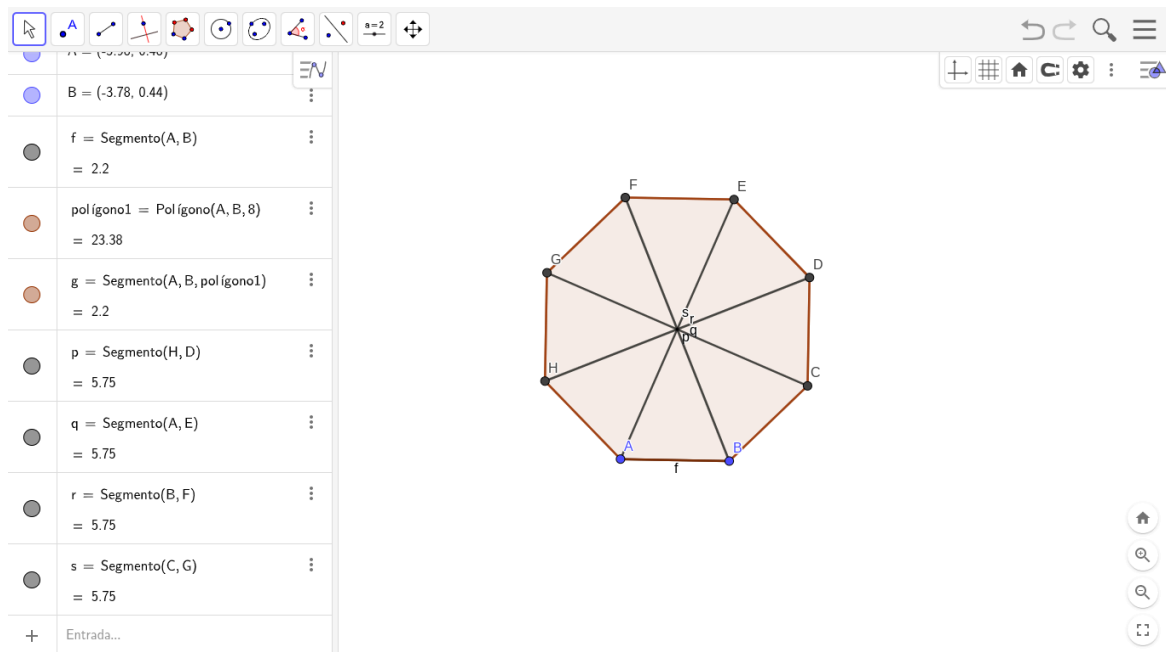 A
a=2
B = (-3.78, 0.44)
f = Segmento(A, B)
= 2.2
polígono1 = Polígono(A, B, 8)
= 23.38
g = Segmento(A, B, polígono1)
= 2.2
p = Segmento(H, D)
= 5.75
q = Segmento(A, E)
= 5.75
r = Segmento(B, F)
= 5.75
s = Segmento(C, G)
= 5.75
Entrada...
F
E
G
D
s
r
q
p
H
C
A
B
f